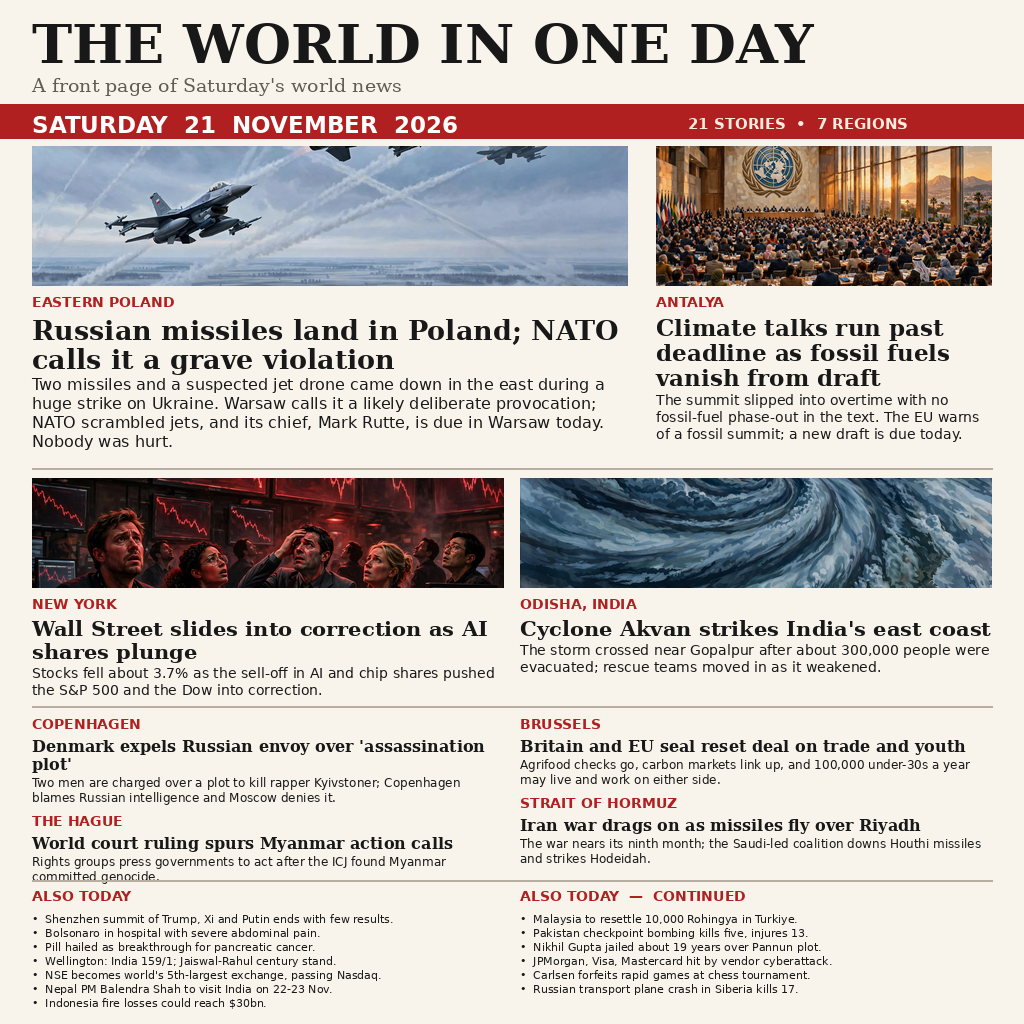 THE WORLD IN ONE DAY
A front page of Saturday's world news
SATURDAY 21 NOVEMBER 2026
21 STORIES • 7 REGIONS
EASTERN POLAND
Russian missiles land in Poland; NATO
calls it a grave violation
Two missiles and a suspected jet drone came down in the east during a
huge strike on Ukraine. Warsaw calls it a likely deliberate provocation;
NATO scrambled jets, and its chief, Mark Rutte, is due in Warsaw today.
Nobody was hurt.
ANTALYA
Climate talks run past
deadline as fossil fuels
vanish from draft
The summit slipped into overtime with no
fossil-fuel phase-out in the text. The EU warns
of a fossil summit; a new draft is due today.
NEW YORK
Wall Street slides into correction as AI
shares plunge
Stocks fell about 3.7% as the sell-off in AI and chip shares pushed
the S&P 500 and the Dow into correction.
ODISHA, INDIA
Cyclone Akvan strikes India's east coast
The storm crossed near Gopalpur after about 300,000 people were
evacuated; rescue teams moved in as it weakened.
COPENHAGEN
Denmark expels Russian envoy over 'assassination
plot'
Two men are charged over a plot to kill rapper Kyivstoner; Copenhagen
blames Russian intelligence and Moscow denies it.
THE HAGUE
World court ruling spurs Myanmar action calls
Rights groups press governments to act after the ICJ found Myanmar
committed genocide.
BRUSSELS
Britain and EU seal reset deal on trade and youth
Agrifood checks go, carbon markets link up, and 100,000 under-30s a year
may live and work on either side.
STRAIT OF HORMUZ
Iran war drags on as missiles fly over Riyadh
The war nears its ninth month; the Saudi-led coalition downs Houthi missiles
and strikes Hodeidah.
ALSO TODAY
• Shenzhen summit of Trump, Xi and Putin ends with few results.
• Bolsonaro in hospital with severe abdominal pain.
• Pill hailed as breakthrough for pancreatic cancer.
• Wellington: India 159/1; Jaiswal-Rahul century stand.
• NSE becomes world's 5th-largest exchange, passing Nasdaq.
• Nepal PM Balendra Shah to visit India on 22-23 Nov.
• Indonesia fire losses could reach $30bn.
ALSO TODAY — CONTINUED
• Malaysia to resettle 10,000 Rohingya in Turkiye.
• Pakistan checkpoint bombing kills five, injures 13.
• Nikhil Gupta jailed about 19 years over Pannun plot.
• JPMorgan, Visa, Mastercard hit by vendor cyberattack.
• Carlsen forfeits rapid games at chess tournament.
• Russian transport plane crash in Siberia kills 17.